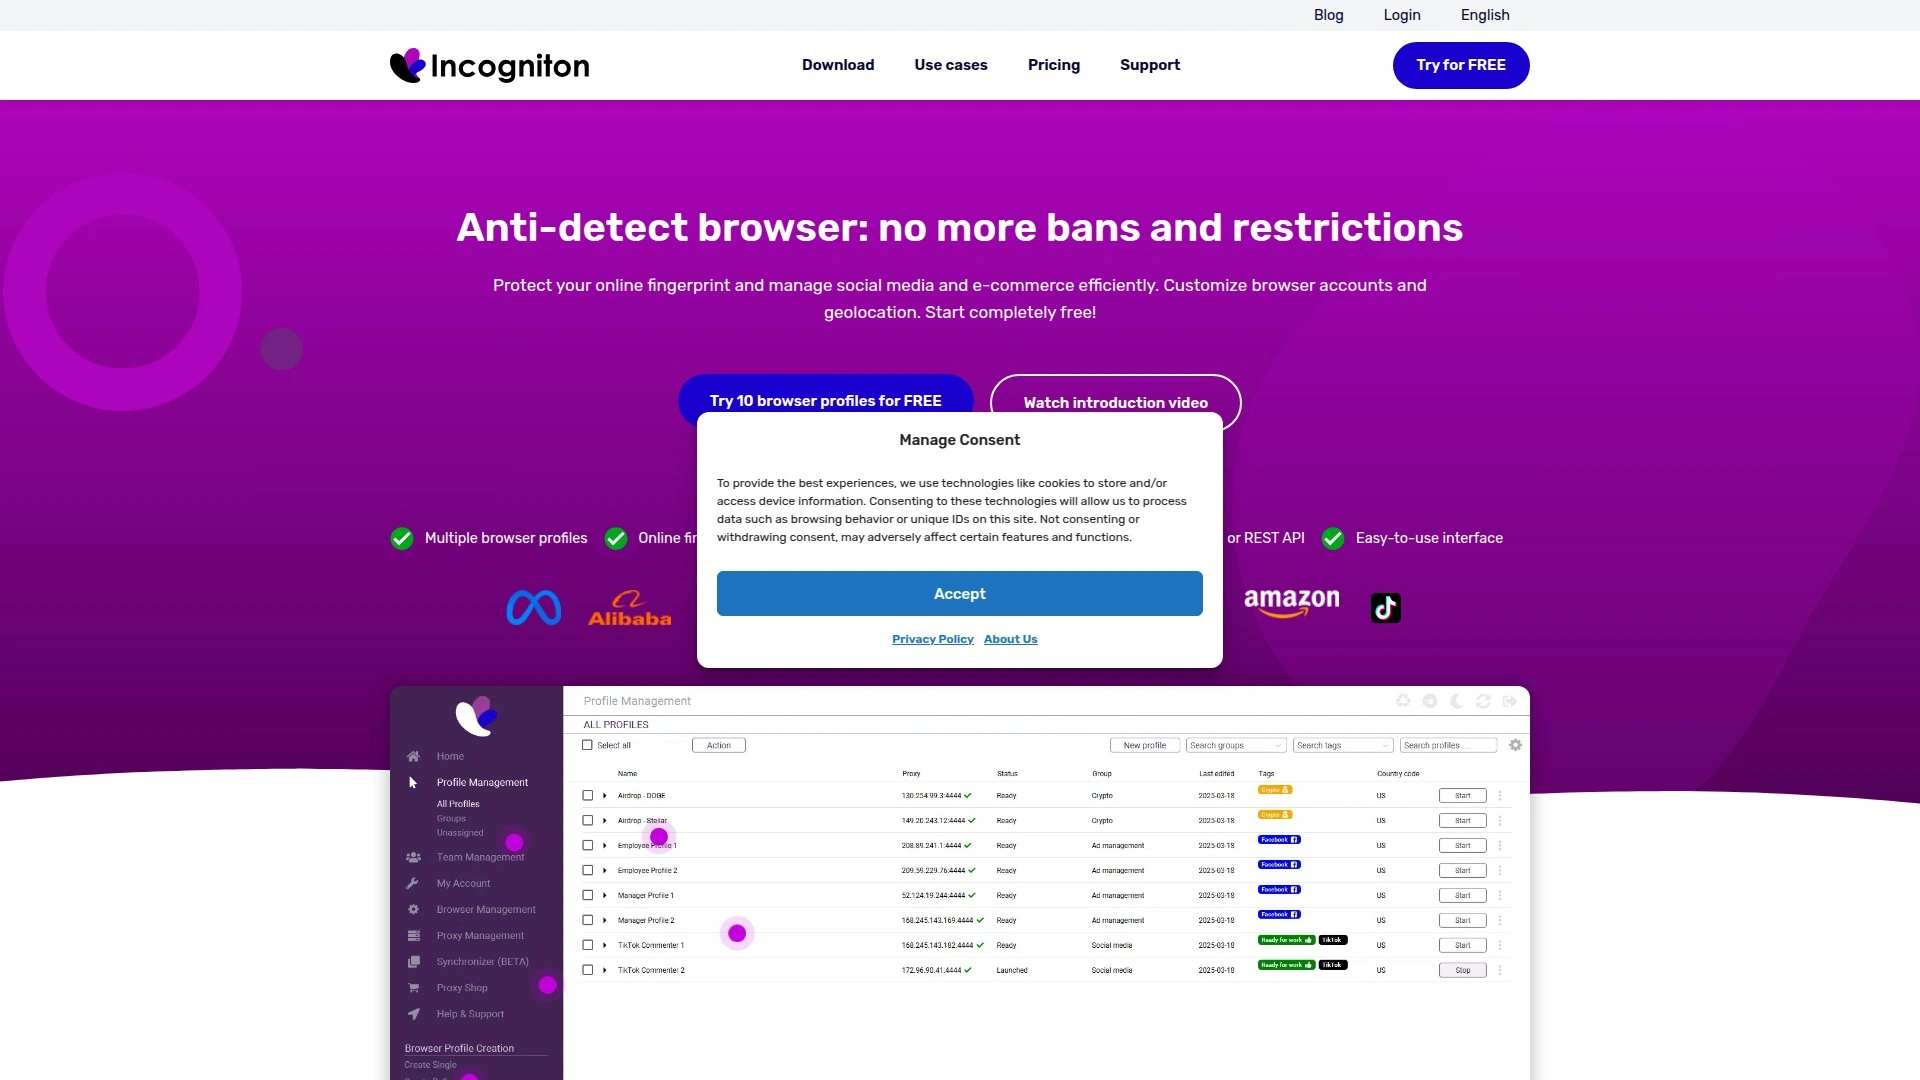 Blog Login English
Incogniton Download Use cases Pricing Support Try for FREE
Anti-detect browser: no more bans and restrictions
Protect your online fingerprint and manage social media and e-commerce efficiently. Customize browser accounts and
geolocation. Start completely free!
Try 10 browser profiles for FREE Watch introduction video
Manage Consent
To provide the best experiences, we use technologies like cookies to store and/or
access device information. Consenting to these technologies will allow us to process
data such as browsing behavior or unique IDs on this site. Not consenting or
withdrawing consent, may adversely affect certain features and functions.
Multiple browser profiles Online or REST API Easy-to-use interface
Accept
Alibaba amazon
Privacy Policy About Us
Profile Management
ALL PROFILES
Select all Action New profile Search groups Search tags Search profiles ...
Name Proxy Status Group Last edited Tags Country code
Airdrop - DOGE 130.254.99.3:4444 Ready Crypto 2025-03-18 Crypto US Start
Airdrop - Stellar 149.20.243.12:4444 Ready Crypto 2025-03-18 Crypto US Start
Employee Profile 1 208.89.241.1:4444 Ready Ad management 2025-03-18 Facebook US Start
Employee Profile 2 209.59.229.76:4444 Ready Ad management 2025-03-18 Facebook US Start
Manager Profile 1 52.124.19.244:4444 Ready Ad management 2025-03-18 Facebook US Start
Manager Profile 2 168.245.143.169:4444 Ready Ad management 2025-03-18 Facebook US Start
TikTok Commenter 1 168.245.143.182:4444 Ready Social media 2025-03-18 Ready for work TikTok US Start
TikTok Commenter 2 172.96.90.41:4444 Launched Social media 2025-03-18 Ready for work TikTok US Stop
Home
Profile Management
All Profiles
Groups
Unassigned
Team Management
My Account
Browser Management
Proxy Management
Synchronizer (BETA)
Proxy Shop
Help & Support
Browser Profile Creation
Create Single